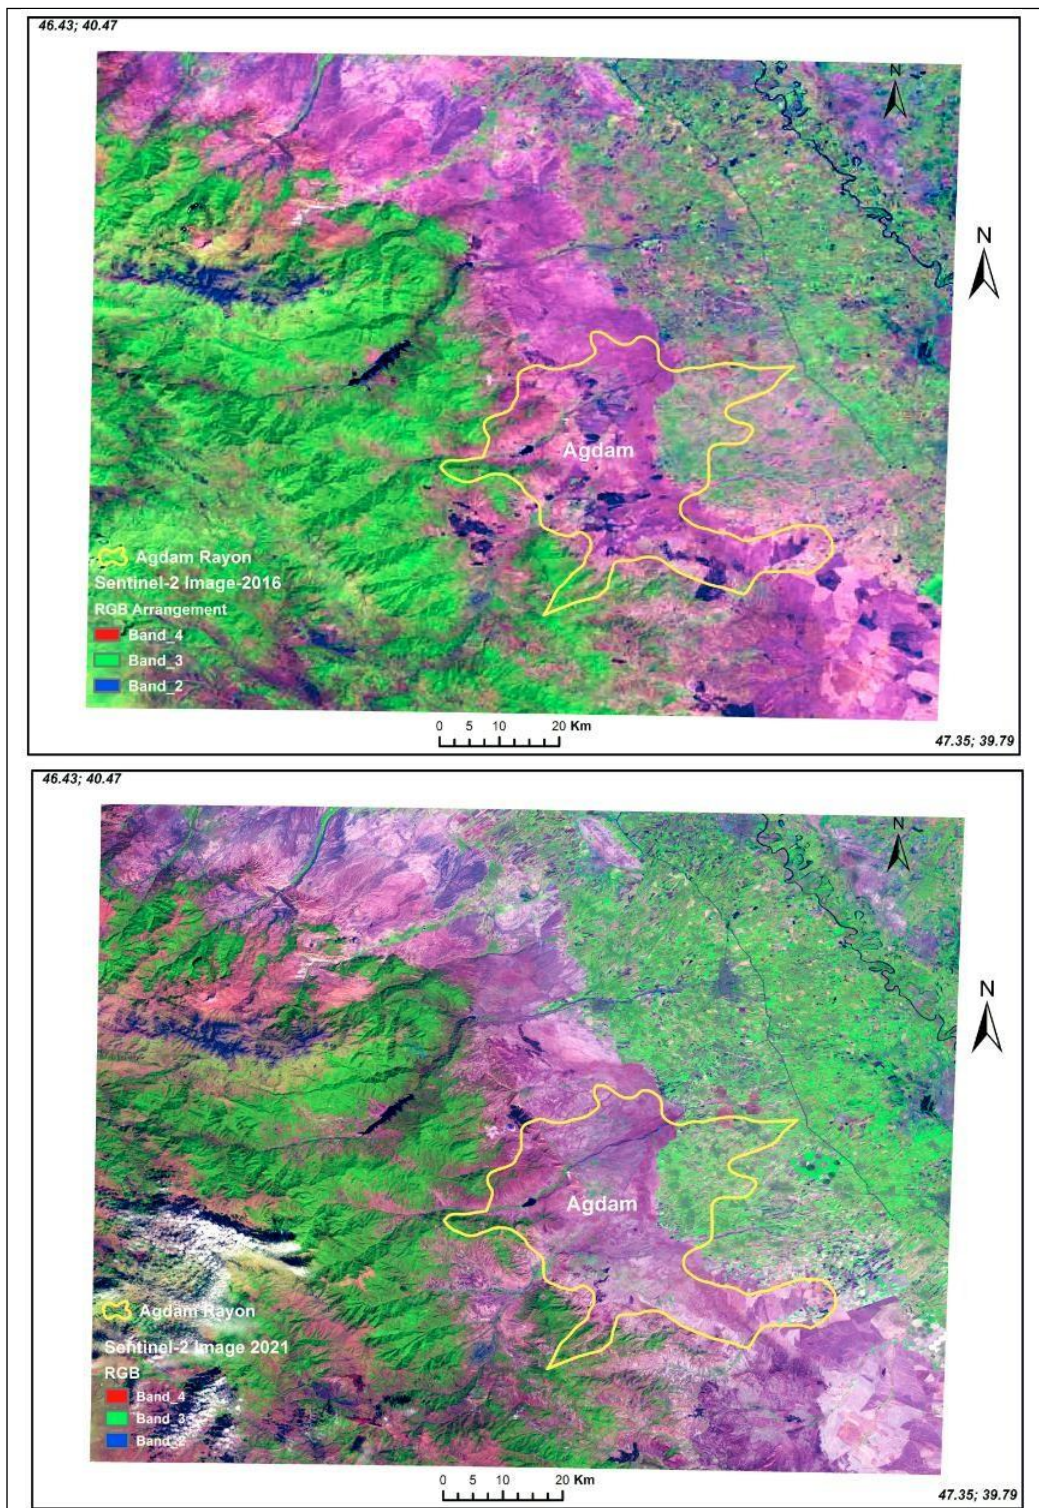 46.43; 40.47
N
N
Agdam
Agdam Rayon
Sentinel-2 Image-2016
RGB Arrangement
Band_4
Band_3
Band_2
0 5 10 20 Km
47.35; 39.79
46.43; 40.47
N
N
Agdam
Agdam Rayon
Sentinel-2 Image 2021
RGB
Band_4
Band_3
Band_2
0 5 10 20 Km
47.35; 39.79